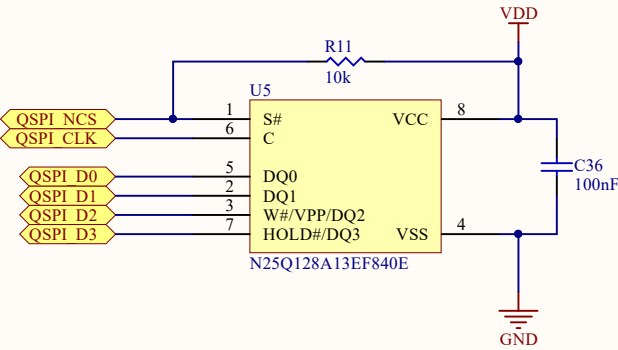 VDD
R11
10k
U5
QSPI_NCS 1 S# VCC 8
QSPI_CLK 6 C
C36
100nF
QSPI_D0 5 DQ0
QSPI_D1 2 DQ1
QSPI_D2 3 W#/VPP/DQ2
QSPI_D3 7 HOLD#/DQ3 VSS 4
N25Q128A13EF840E
GND